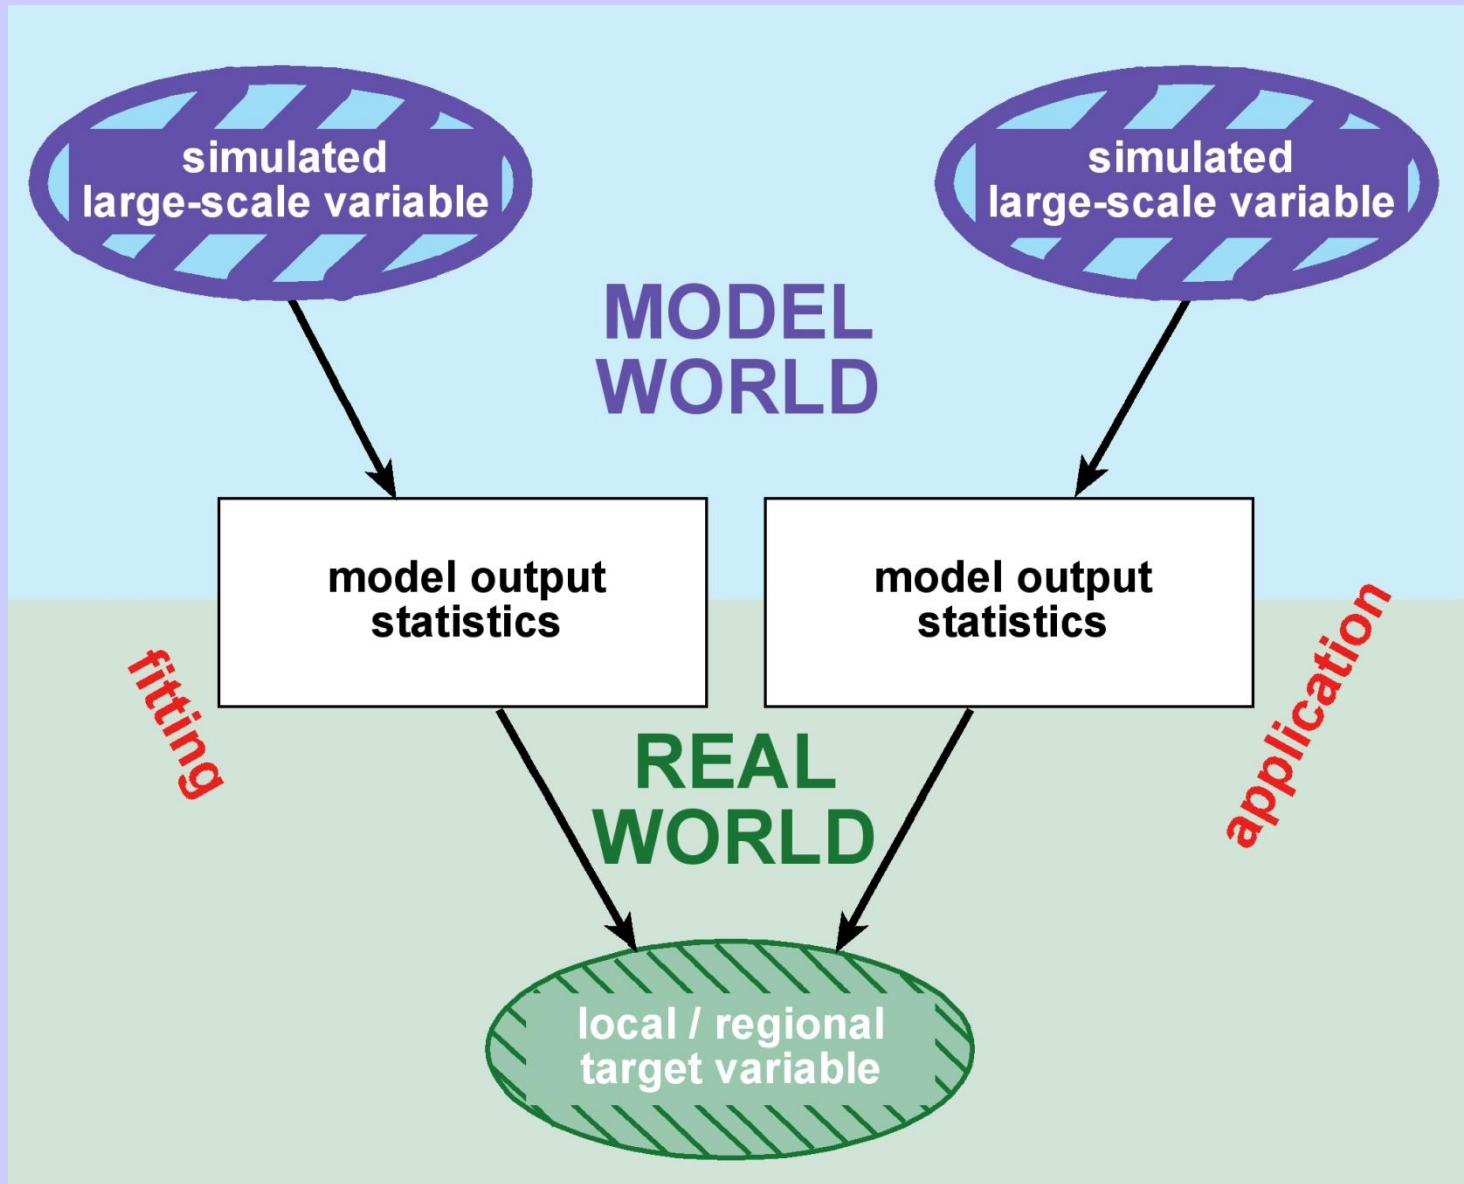 simulated
large-scale variable
simulated
large-scale variable
MODEL
WORLD
model output
statistics
model output
statistics
fitting
application
REAL
WORLD
local / regional
target variable